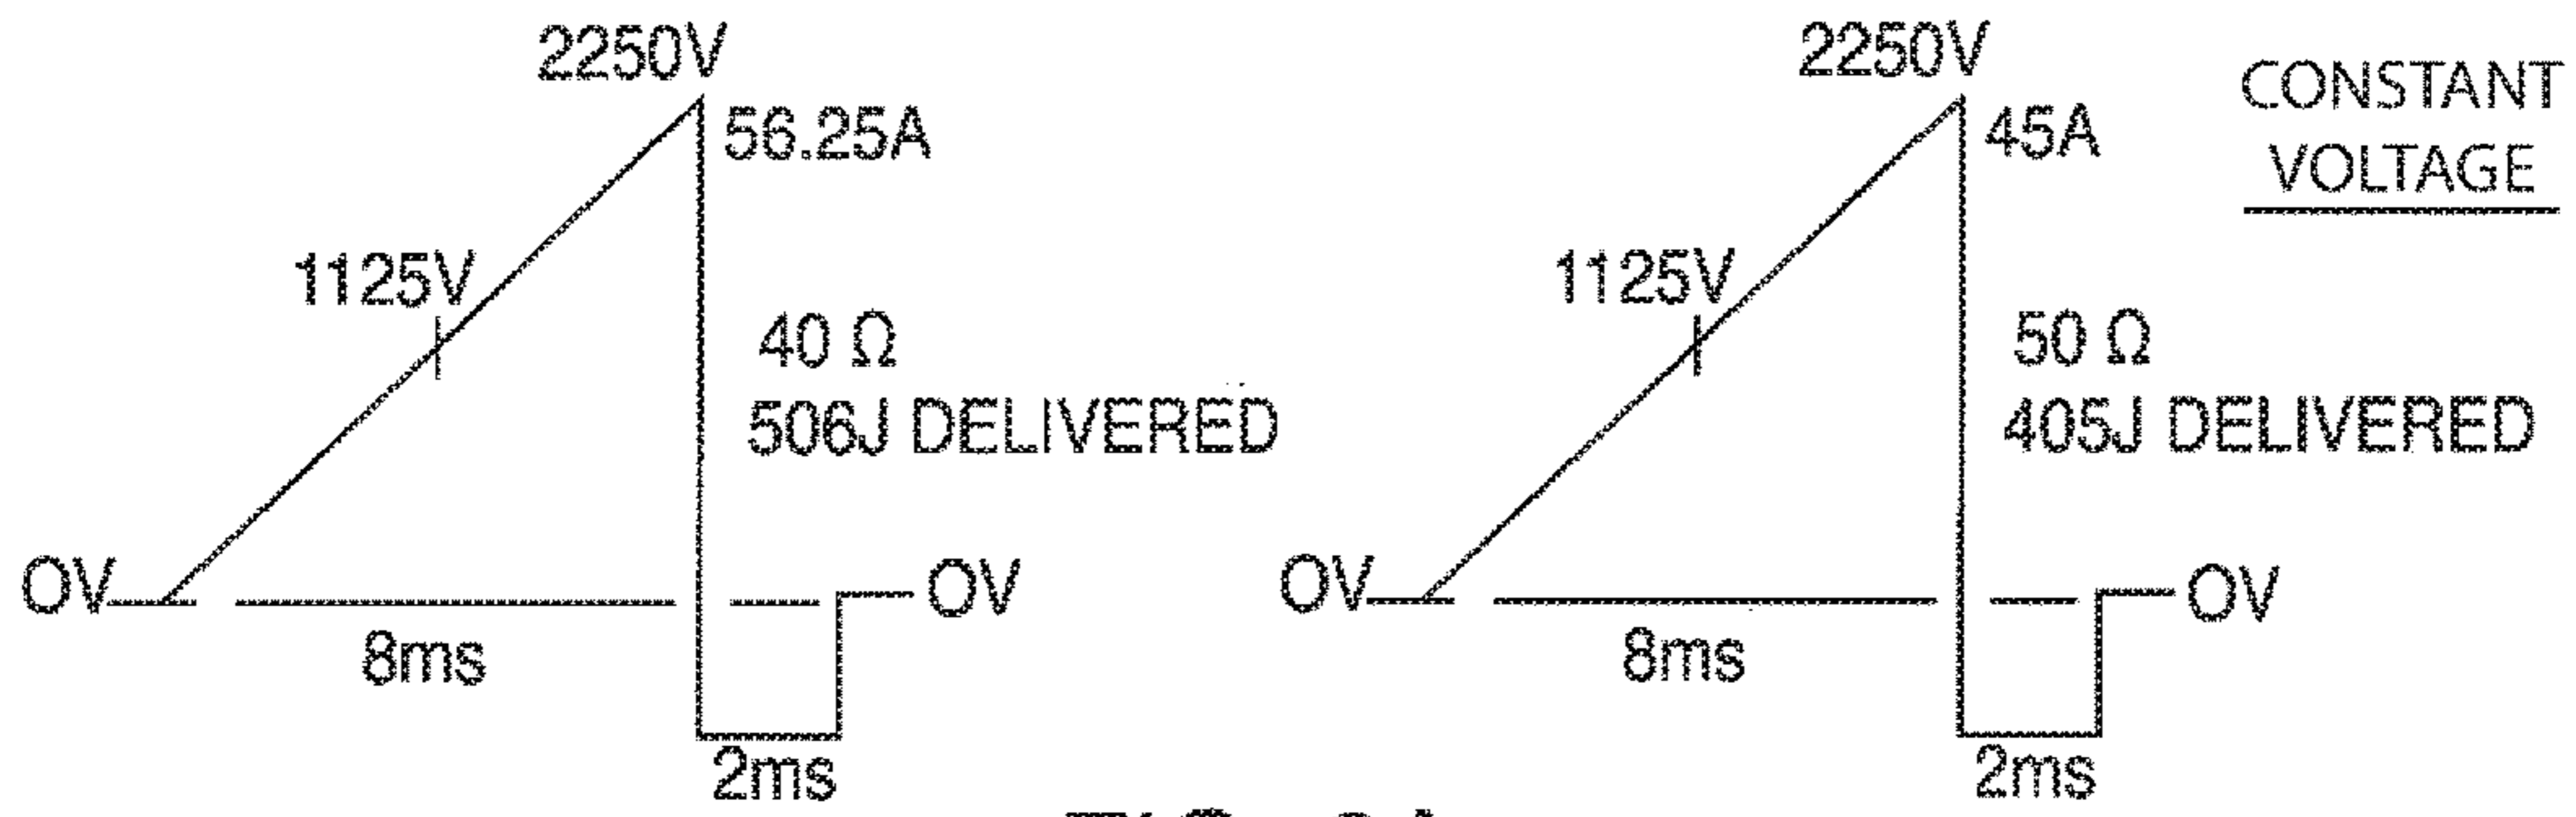 2250V
56.25A
1125V
40 Ω
506J DELIVERED
OV
OV
8ms
2ms
2250V
45A
CONSTANT
VOLTAGE
1125V
50 Ω
405J DELIVERED
OV
OV
8ms
2ms